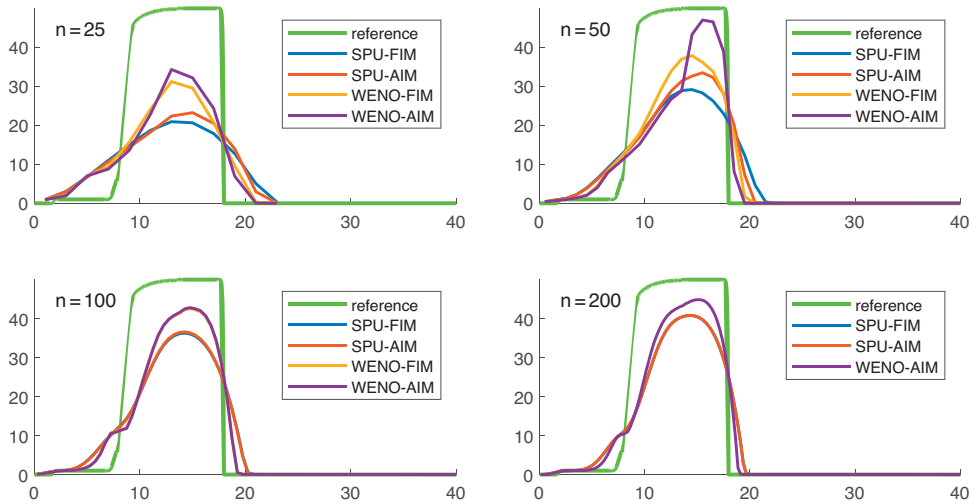 n=25
reference
SPU-FIM
SPU-AIM
WENO-FIM
WENO-AIM
40
30
20
10
0
0 10 20 30 40
n=50
reference
SPU-FIM
SPU-AIM
WENO-FIM
WENO-AIM
40
30
20
10
0
0 10 20 30 40
n=100
reference
SPU-FIM
SPU-AIM
WENO-FIM
WENO-AIM
40
30
20
10
0
0 10 20 30 40
n=200
reference
SPU-FIM
SPU-AIM
WENO-AIM
40
30
20
10
0
0 10 20 30 40